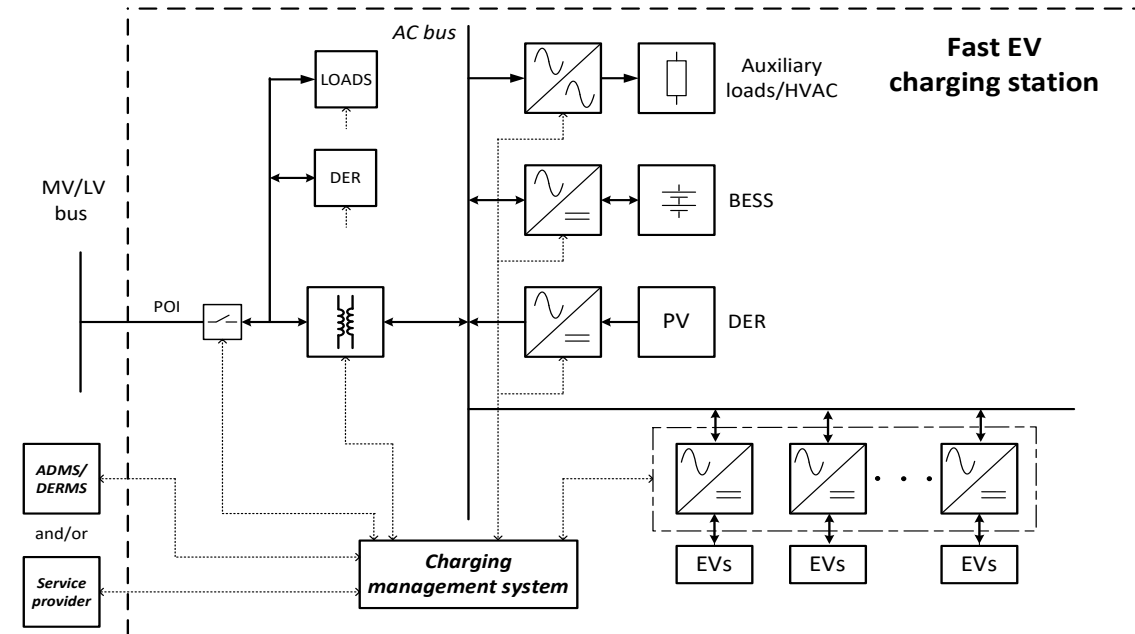 AC bus
Fast EV
charging station
LOADS
Auxiliary
loads/HVAC
MV/LV
bus
DER
BESS
POI
PV
DER
ADMS/
DERMS
and/or
Service
provider
Charging
management system
EVs
EVs
EVs